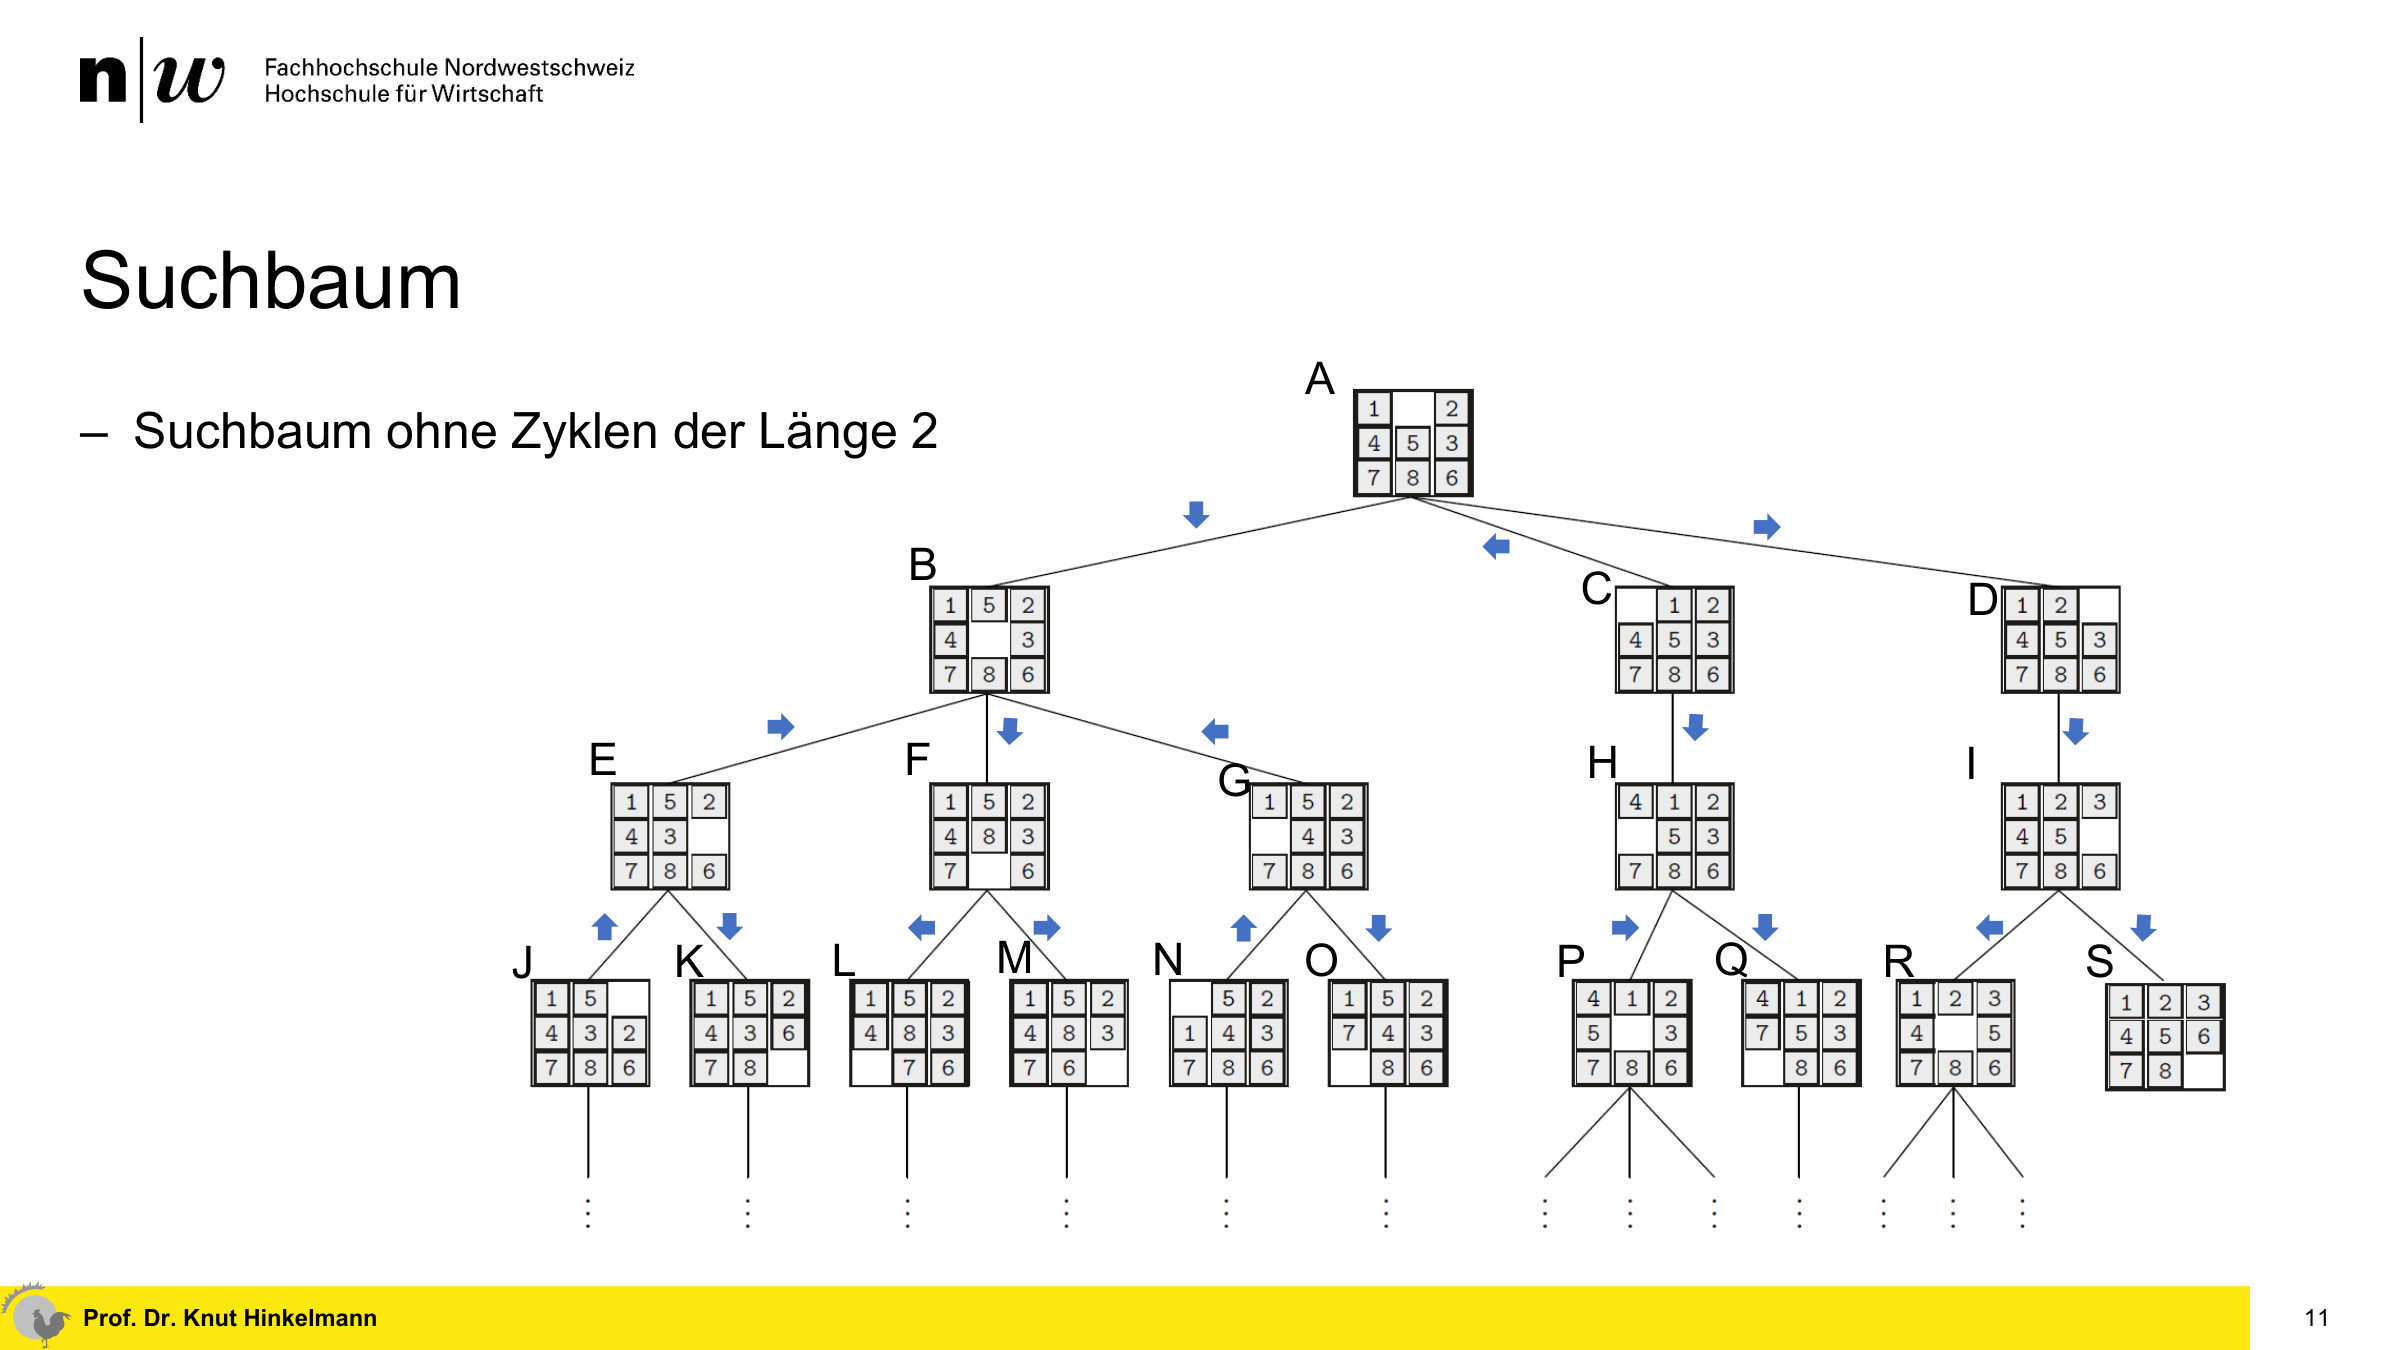 n w Fachhochschule Nordwestschweiz
Hochschule für Wirtschaft
Suchbaum
– Suchbaum ohne Zyklen der Länge 2
A
1 2
4 5 3
7 8 6
B C D
1 5 2 1 2 1 2
4 3 4 5 3 4 5 3
7 8 6 7 8 6 7 8 6
E F G H I
1 5 2 1 5 2 1 5 2 4 1 2 1 2 3
4 3 4 8 3 4 3 5 3 4 5
7 8 6 7 6 7 8 6 7 8 6 7 8 6
J K L M N O P Q R S
1 5 1 5 2 1 5 2 1 5 2 5 2 1 5 2 4 1 2 4 1 2 1 2 3 1 2 3
4 3 2 4 3 6 4 8 3 4 8 3 1 4 3 7 4 3 5 3 7 5 3 4 5 4 5 6
7 8 6 7 8 7 6 7 6 7 8 6 8 6 7 8 6 8 6 7 8 6 7 8
Prof. Dr. Knut Hinkelmann
11